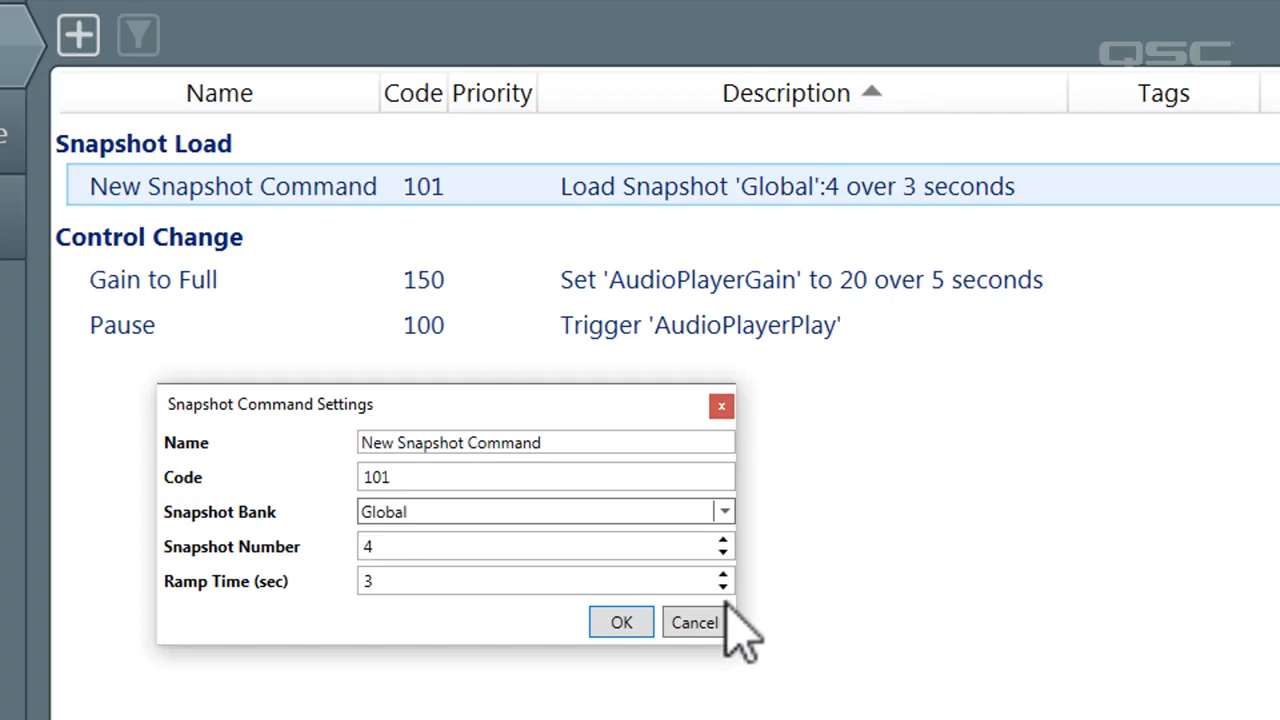 QSC
Name Code Priority Description Tags
e
Snapshot Load
New Snapshot Command 101 Load Snapshot 'Global':4 over 3 seconds
Control Change
Gain to Full 150 Set 'AudioPlayerGain' to 20 over 5 seconds
Pause 100 Trigger 'AudioPlayerPlay'
Snapshot Command Settings
x
Name New Snapshot Command
Code 101
Snapshot Bank Global
Snapshot Number 4
Ramp Time (sec) 3
OK Cancel